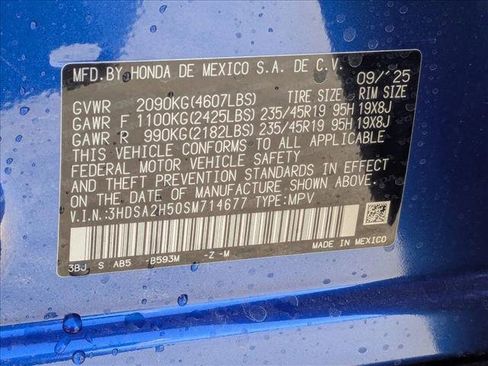 MFD. BY HONDA DE MEXICO S.A. DE C.V. 09/'25
GVWR 2090KG(4607LBS) TIRE SIZE RIM SIZE
GAWR F 1100KG(2425LBS) 235/45R19 95H 19X8J
GAWR R 990KG(2182LBS) 235/45R19 95H 19X8J
THIS VEHICLE CONFORMS TO ALL APPLICABLE
FEDERAL MOTOR VEHICLE SAFETY
AND THEFT PREVENTION STANDARDS IN EFFECT
ON THE DATE OF MANUFACTURE SHOWN ABOVE.
V.I.N:3HDSA2H50SM714677 TYPE:MPV
3BJ S AB5 -B593M -Z -M MADE IN MEXICO